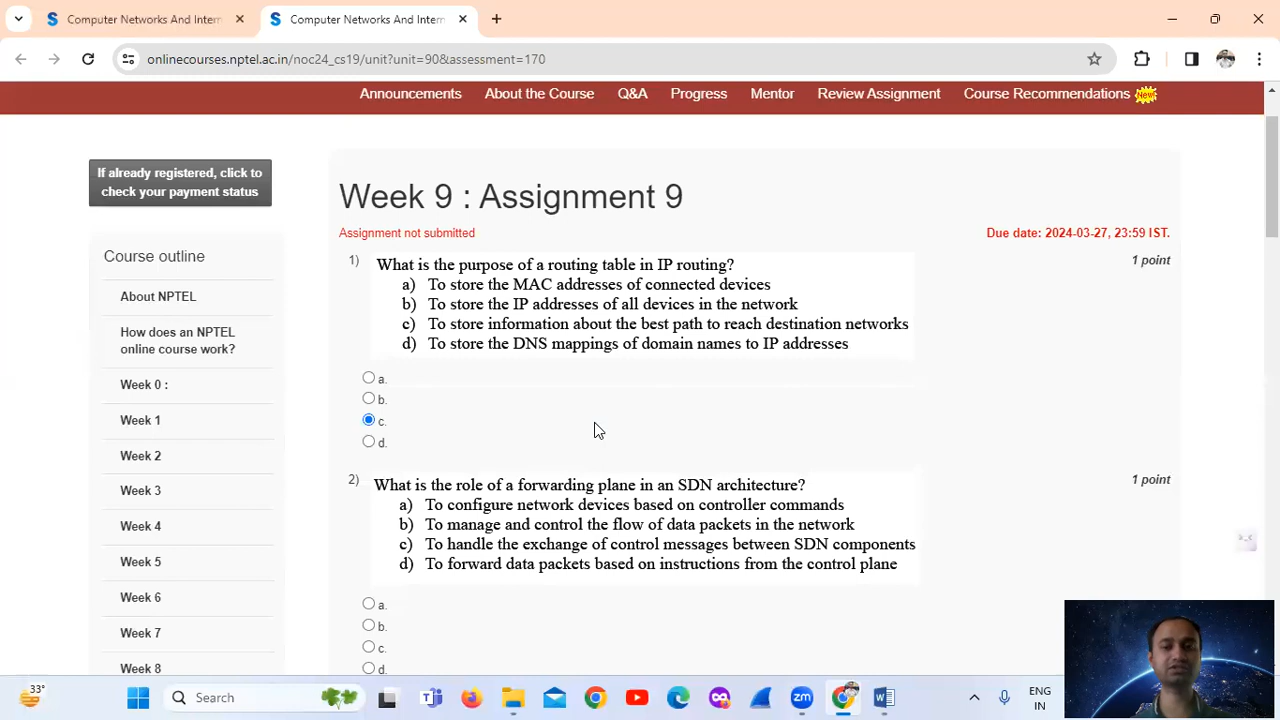 Computer Networks And Intern
Computer Networks And Intern
onlinecourses.nptel.ac.in/noc24_cs19/unit?unit=90&assessment=170
Announcements About the Course Q&A Progress Mentor Review Assignment Course Recommendations New!
If already registered, click to
check your payment status
Course outline
About NPTEL
How does an NPTEL
online course work?
Week 0 :
Week 1
Week 2
Week 3
Week 4
Week 5
Week 6
Week 7
Week 8
Week 9 : Assignment 9
Assignment not submitted Due date: 2024-03-27, 23:59 IST.
1) What is the purpose of a routing table in IP routing? 1 point
a) To store the MAC addresses of connected devices
b) To store the IP addresses of all devices in the network
c) To store information about the best path to reach destination networks
d) To store the DNS mappings of domain names to IP addresses
a.
b.
c.
d.
2) What is the role of a forwarding plane in an SDN architecture? 1 point
a) To configure network devices based on controller commands
b) To manage and control the flow of data packets in the network
c) To handle the exchange of control messages between SDN components
d) To forward data packets based on instructions from the control plane
a.
b.
c.
d.
33°
Search
ENG
IN